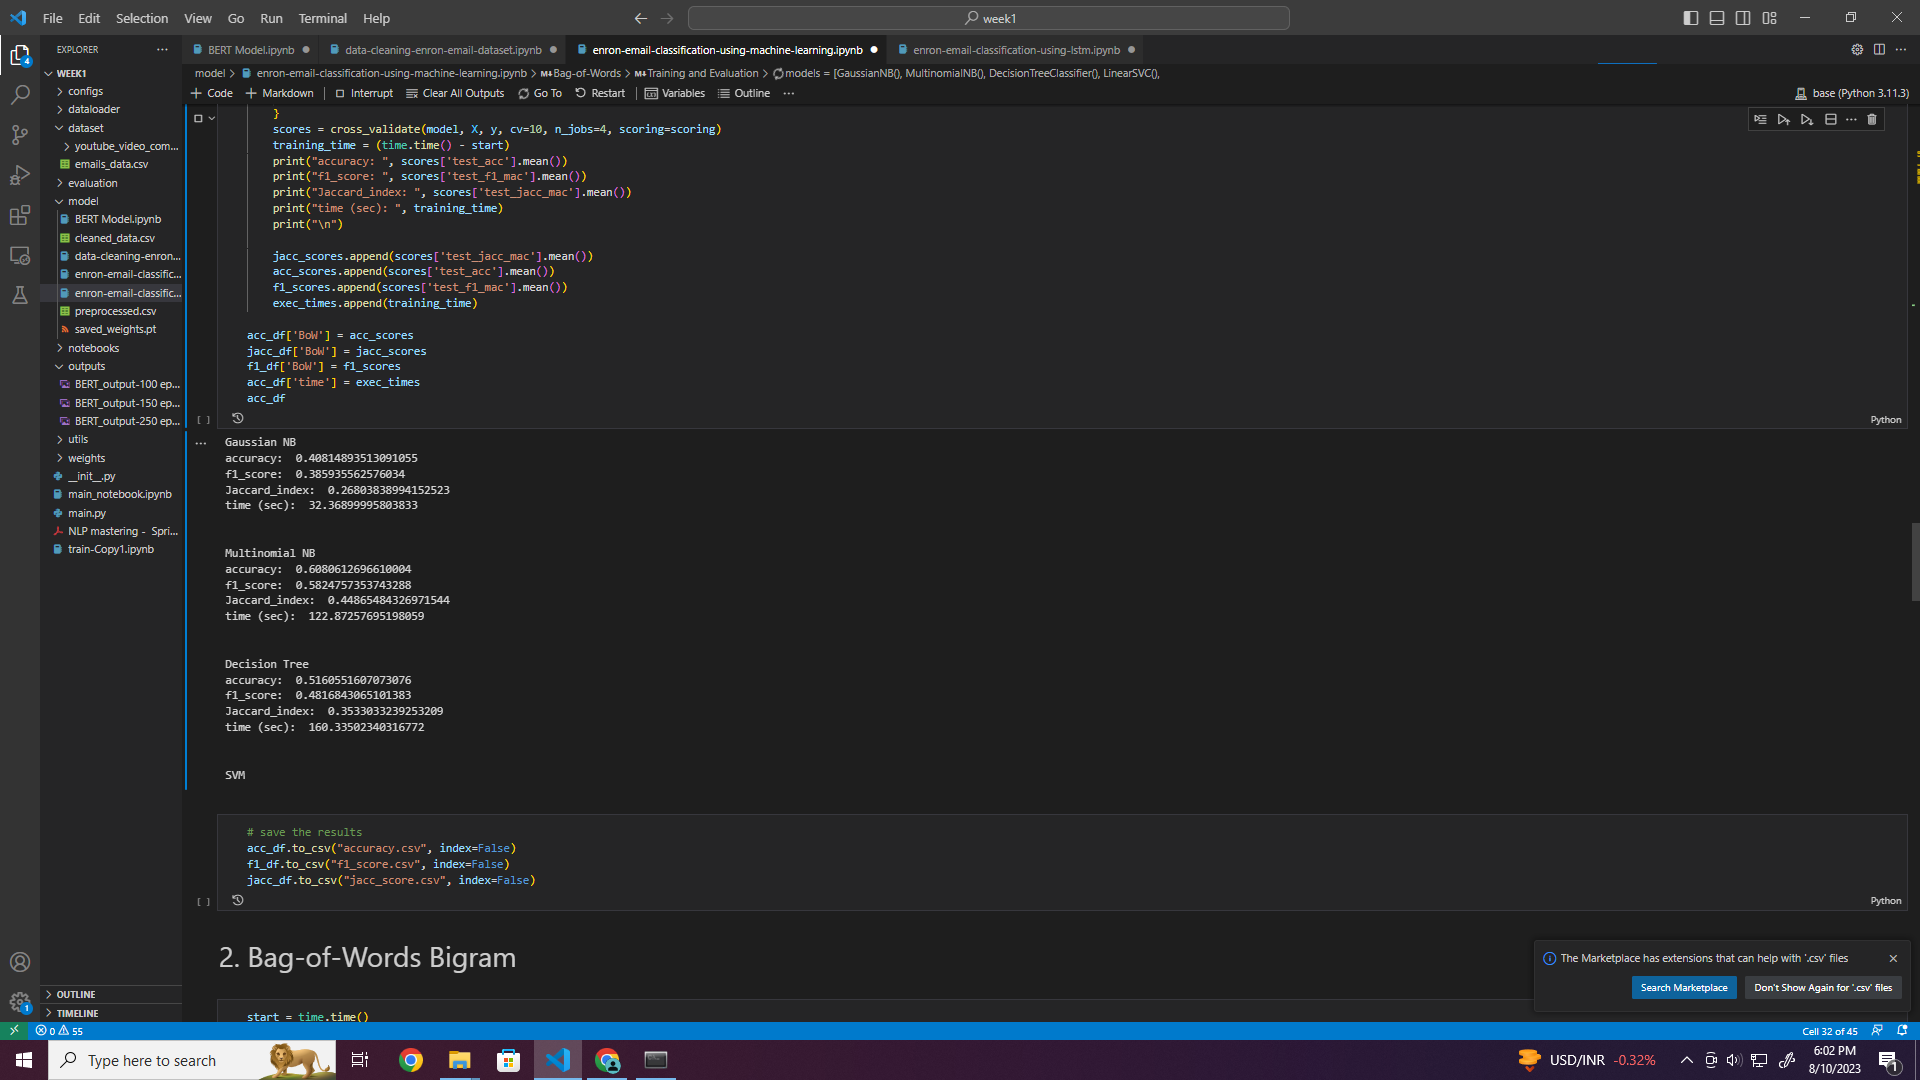 File Edit Selection View Go Run Terminal Help
week1
EXPLORER
BERT Model.ipynb
data-cleaning-enron-email-dataset.ipynb
enron-email-classification-using-machine-learning.ipynb
enron-email-classification-using-lstm.ipynb
model > enron-email-classification-using-machine-learning.ipynb > M↓Bag-of-Words > M↓Training and Evaluation > models = [GaussianNB(), MultinomialNB(), DecisionTreeClassifier(), LinearSVC(),
+ Code + Markdown Interrupt Clear All Outputs Go To Restart Variables Outline ...
base (Python 3.11.3)
WEEK1
configs
dataloader
dataset
youtube_video_com...
emails_data.csv
evaluation
model
BERT Model.ipynb
cleaned_data.csv
data-cleaning-enron...
enron-email-classific...
enron-email-classific...
preprocessed.csv
saved_weights.pt
notebooks
outputs
BERT_output-100 ep...
BERT_output-150 ep...
BERT_output-250 ep...
utils
weights
__init__.py
main_notebook.ipynb
main.py
NLP mastering - Spri...
train-Copy1.ipynb
OUTLINE
TIMELINE
}
scores = cross_validate(model, X, y, cv=10, n_jobs=4, scoring=scoring)
training_time = (time.time() - start)
print("accuracy: ", scores['test_acc'].mean())
print("f1_score: ", scores['test_f1_mac'].mean())
print("Jaccard_index: ", scores['test_jacc_mac'].mean())
print("time (sec): ", training_time)
print("\n")
jacc_scores.append(scores['test_jacc_mac'].mean())
acc_scores.append(scores['test_acc'].mean())
f1_scores.append(scores['test_f1_mac'].mean())
exec_times.append(training_time)
acc_df['BoW'] = acc_scores
jacc_df['BoW'] = jacc_scores
f1_df['BoW'] = f1_scores
acc_df['time'] = exec_times
acc_df
[ ]
Python
Gaussian NB
accuracy:  0.40814893513091055
f1_score:  0.385935562576034
Jaccard_index:  0.26803838994152523
time (sec):  32.36899995803833
Multinomial NB
accuracy:  0.6080612696610004
f1_score:  0.5824757353743288
Jaccard_index:  0.44865484326971544
time (sec):  122.87257695198059
Decision Tree
accuracy:  0.5160551607073076
f1_score:  0.4816843065101383
Jaccard_index:  0.3533033239253209
time (sec):  160.33502340316772
SVM
# save the results
acc_df.to_csv("accuracy.csv", index=False)
f1_df.to_csv("f1_score.csv", index=False)
jacc_df.to_csv("jacc_score.csv", index=False)
[ ]
Python
2. Bag-of-Words Bigram
start = time.time()
The Marketplace has extensions that can help with '.csv' files
Search Marketplace
Don't Show Again for '.csv' files
0 55
Cell 32 of 45
Type here to search
USD/INR -0.32%
6:02 PM
8/10/2023
4
1
1